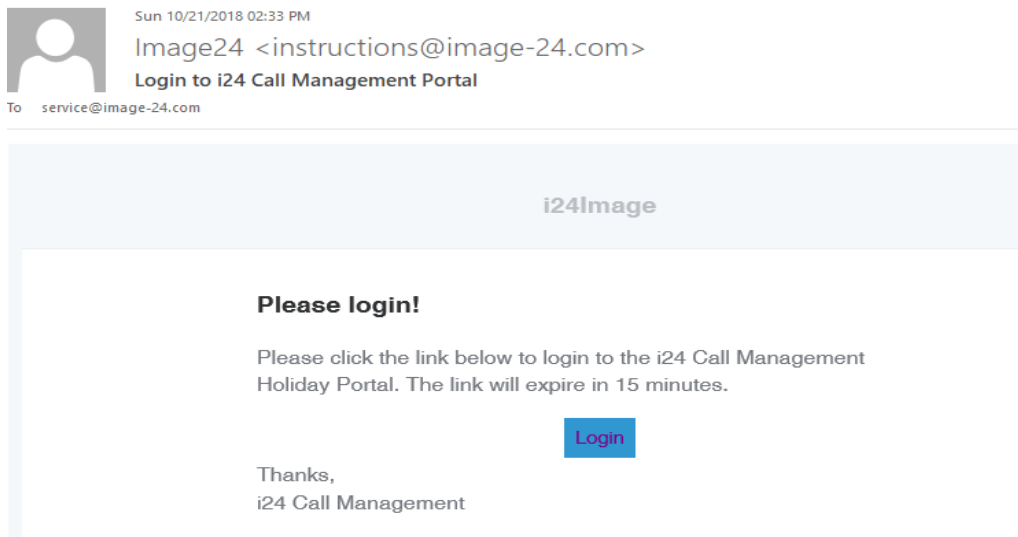 Sun 10/21/2018 02:33 PM
Image24 <instructions@image-24.com>
Login to i24 Call Management Portal
To service@image-24.com
i24Image
Please login!
Please click the link below to login to the i24 Call Management
Holiday Portal. The link will expire in 15 minutes.
Login
Thanks,
i24 Call Management